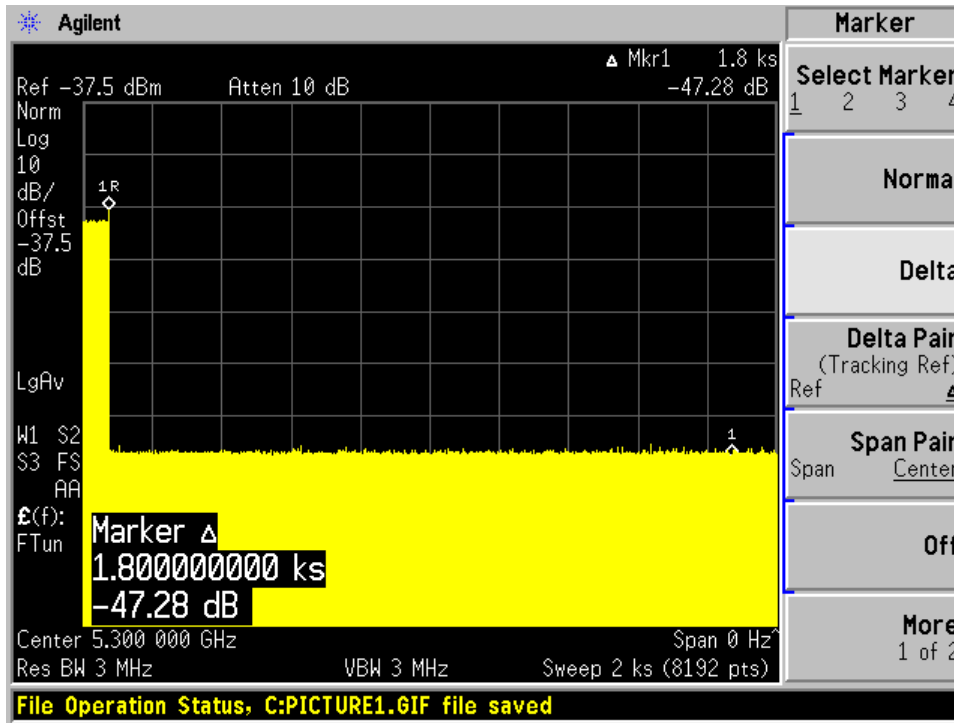 Agilent
Marker
Δ Mkr1 1.8 ks
Ref -37.5 dBm Atten 10 dB -47.28 dB
Norm
Log
10
dB/
Offst
-37.5
dB
LgAv
W1 S2
S3 FS
AA
£(f):
FTun
1R
1
Marker Δ
1.800000000 ks
-47.28 dB
Center 5.300 000 GHz Span 0 Hz^
Res BW 3 MHz VBW 3 MHz Sweep 2 ks (8192 pts)
File Operation Status, C:PICTURE1.GIF file saved
Select Marker
1 2 3 4
Norma
Delta
Delta Pair
(Tracking Ref)
Ref Δ
Span Pair
Span Center
Off
More
1 of 2